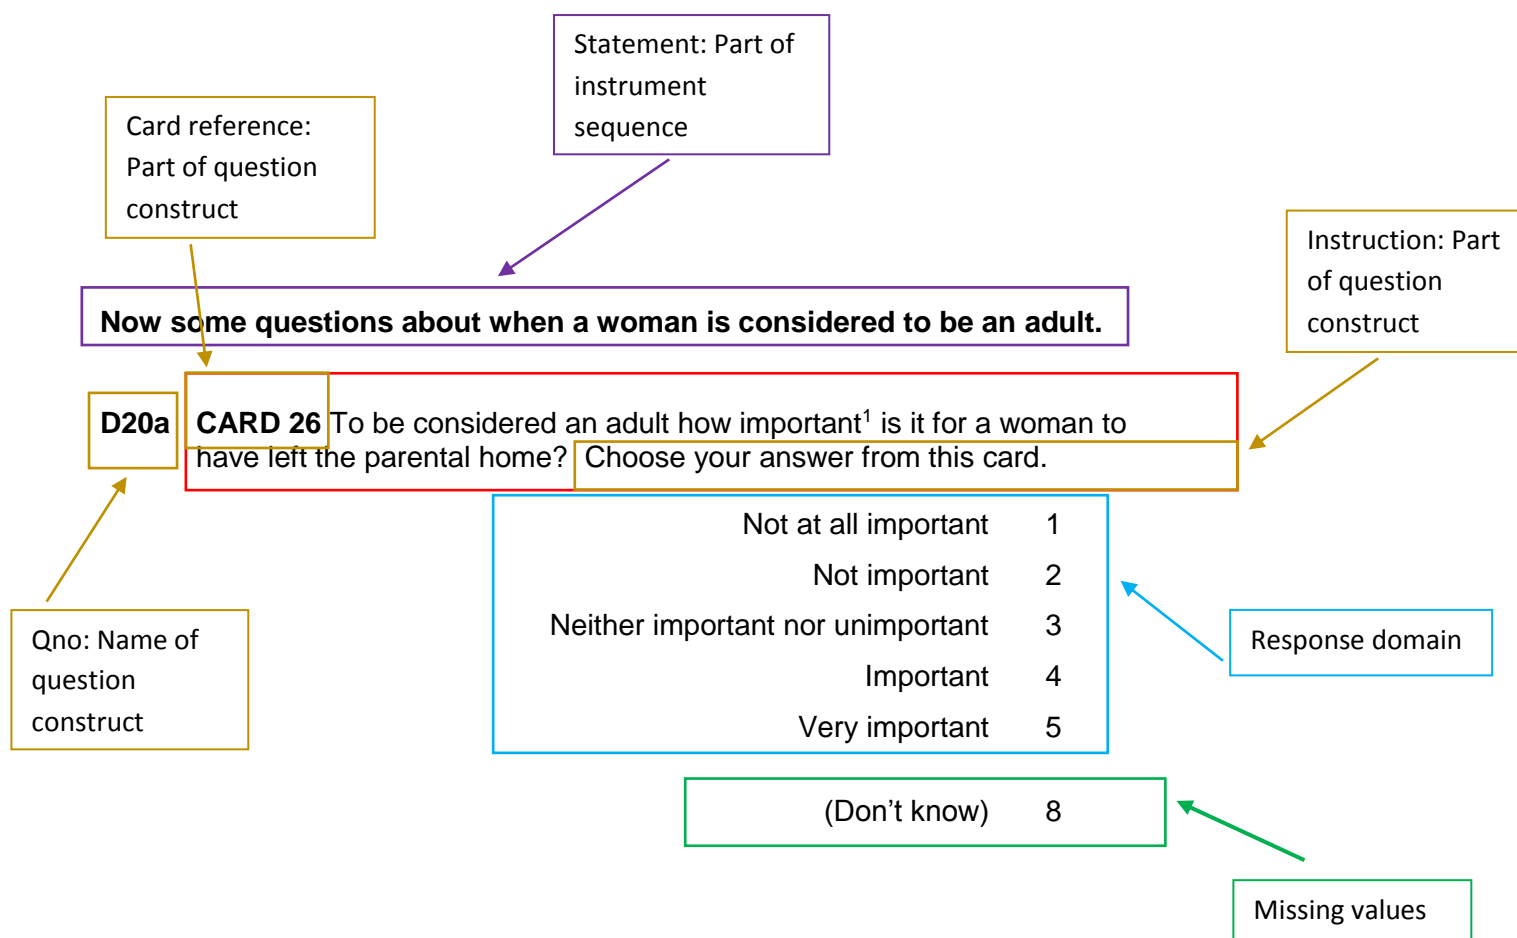 Statement: Part of
instrument
sequence
Card reference:
Part of question
construct
Instruction: Part
of question
construct
Now some questions about when a woman is considered to be an adult.
D20a CARD 26 To be considered an adult how important¹ is it for a woman to
have left the parental home? Choose your answer from this card.
Not at all important 1
Not important 2
Neither important nor unimportant 3
Important 4
Very important 5
(Don’t know) 8
Qno: Name of
question
construct
Response domain
Missing values